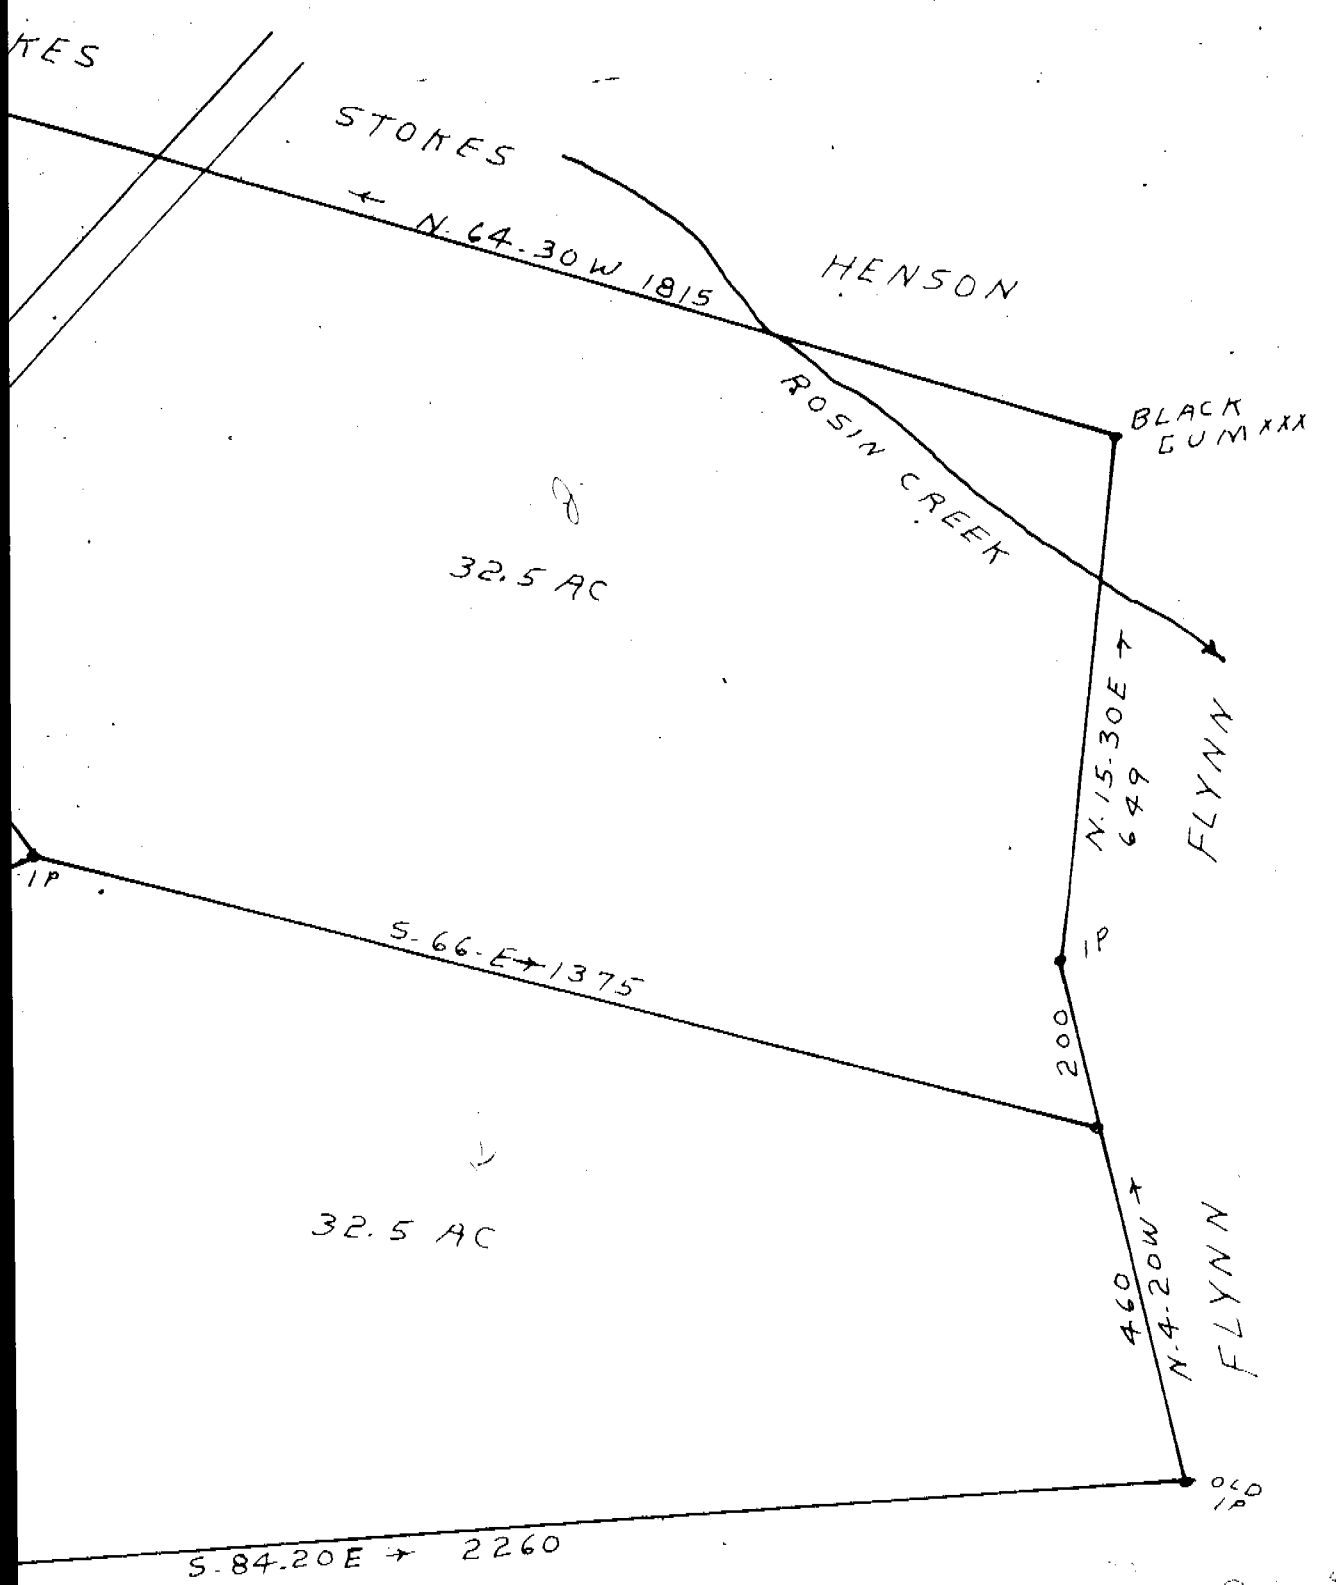 KES
STOKES
N. 64.30W 1815
HENSON
BLACK
GUM XXX
ROSIN CREEK
32.5 AC
N. 15.30E
649
FLYNN
IP
IP
S. 66. E 1375
200
32.5 AC
460
N. 4.20W
FLYNN
OLD
IP
S. 84.20E 2260